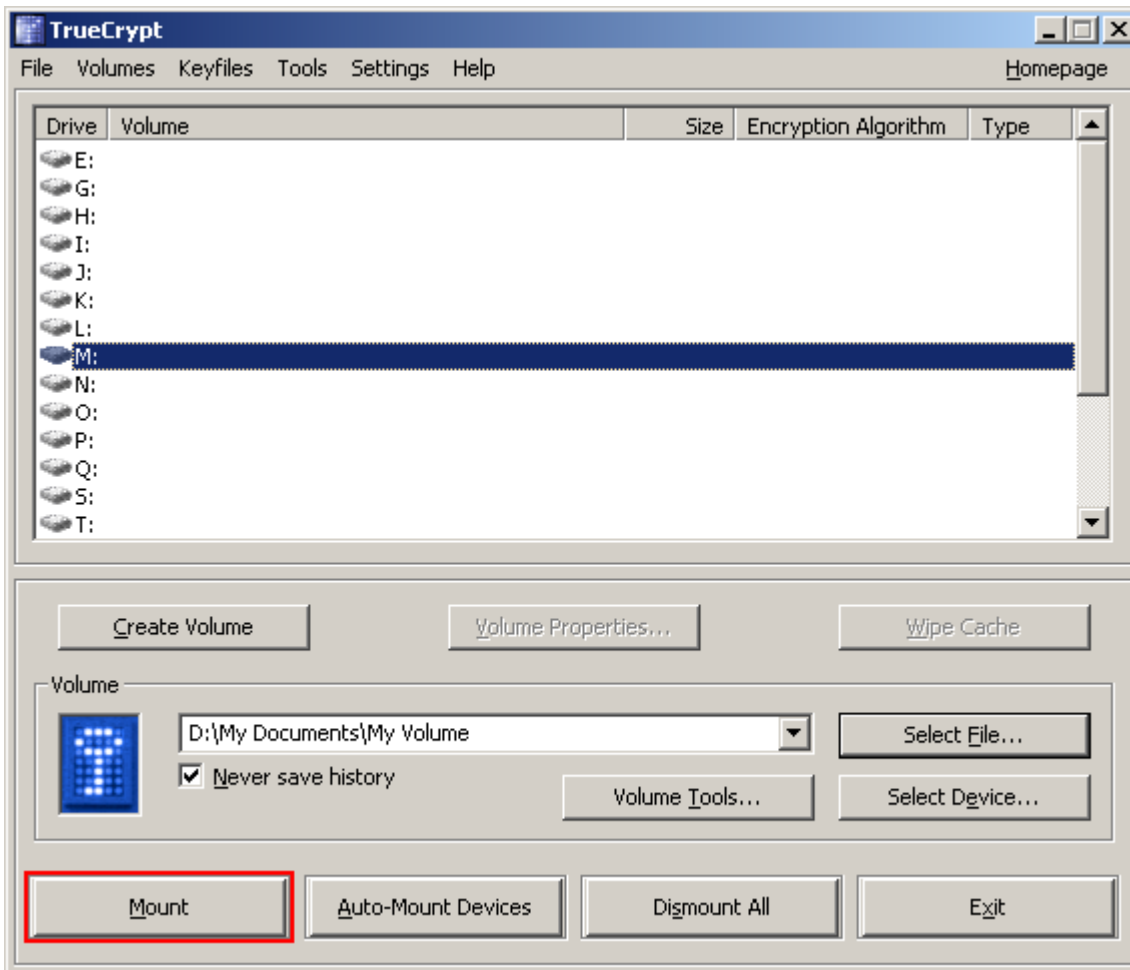 TrueCrypt
File Volumes Keyfiles Tools Settings Help Homepage
Drive Volume Size Encryption Algorithm Type
E:
G:
H:
I:
J:
K:
L:
M:
N:
O:
P:
Q:
S:
T:
Create Volume Volume Properties... Wipe Cache
Volume
D:\My Documents\My Volume Select File...
Never save history
Volume Tools... Select Device...
Mount Auto-Mount Devices Dismount All Exit